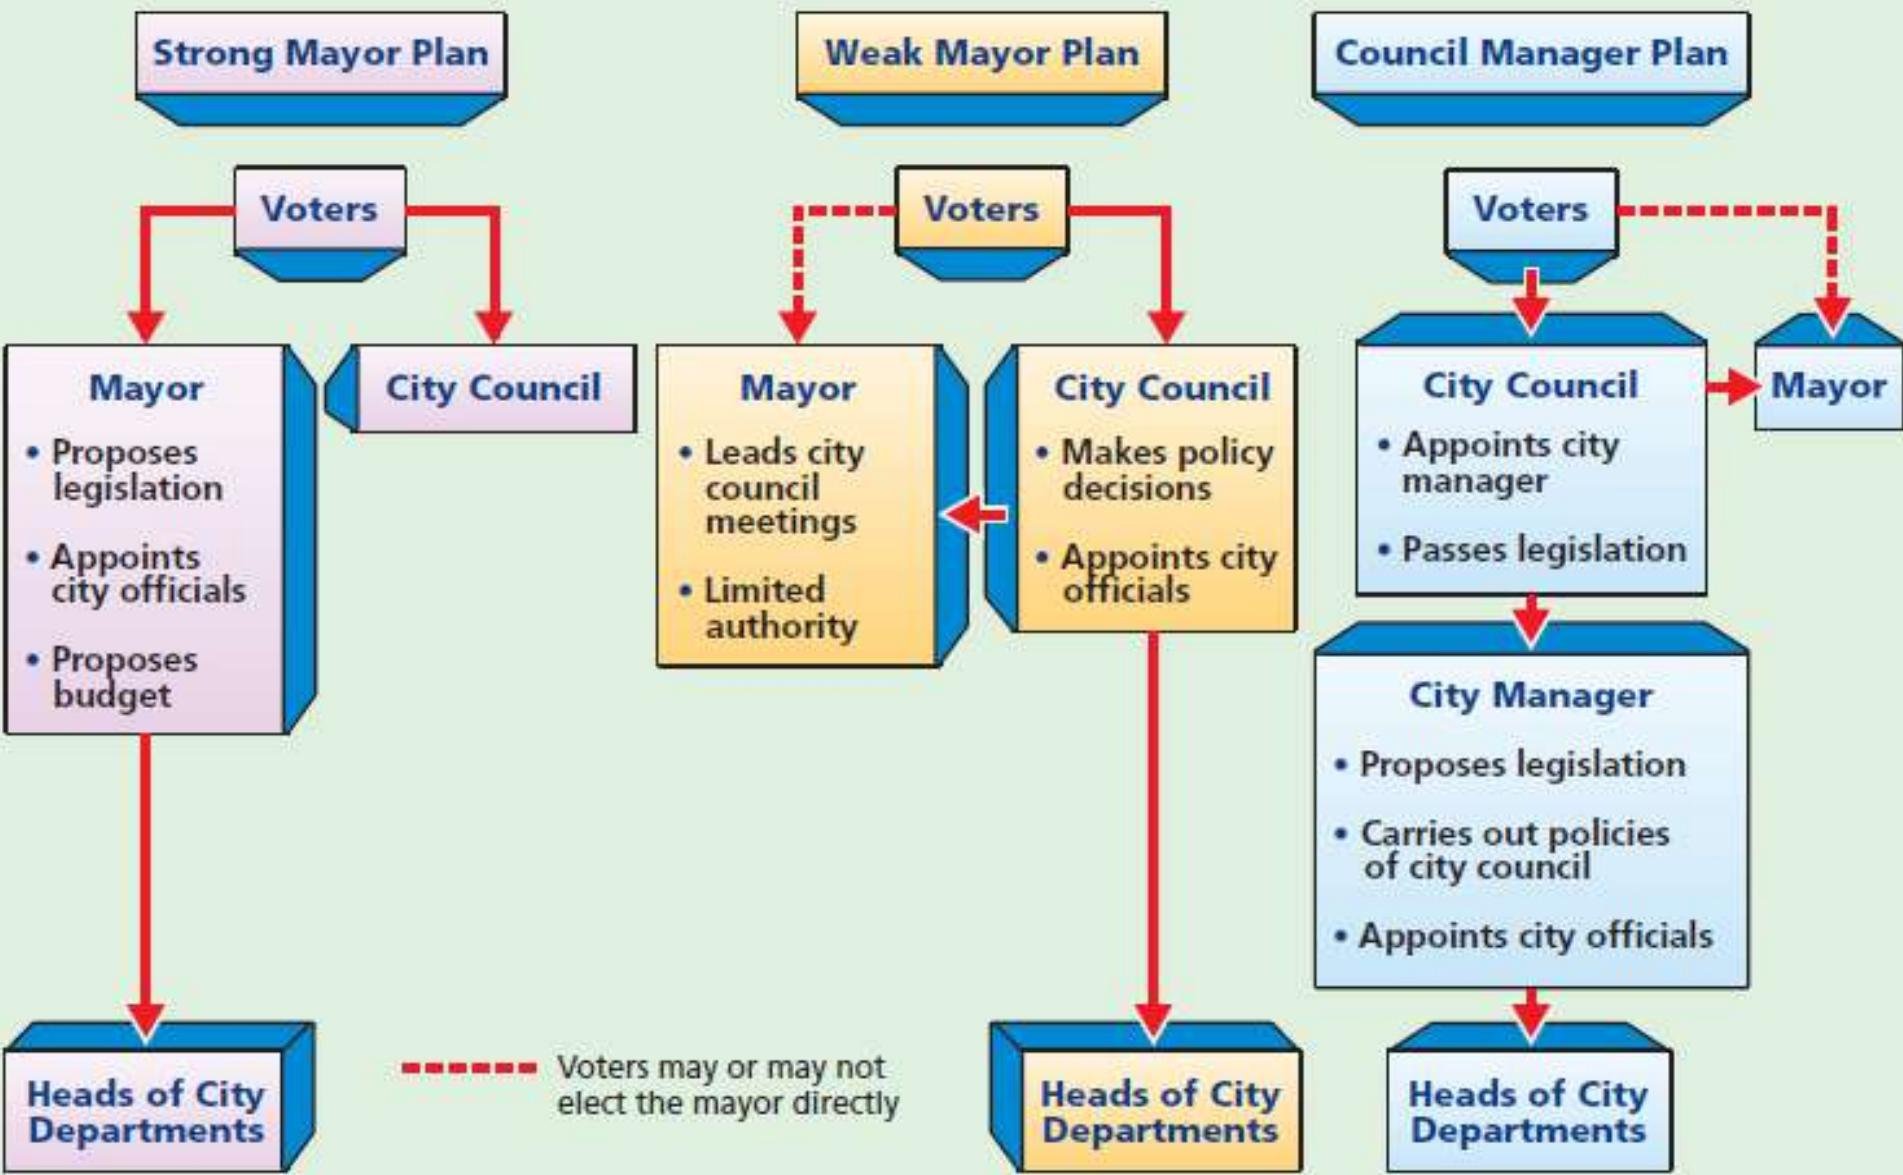 Strong Mayor Plan
Voters
Mayor
• Proposes
legislation
• Appoints
city officials
• Proposes
budget
City Council
Heads of City
Departments
Weak Mayor Plan
Voters
Mayor
• Leads city
council
meetings
• Limited
authority
City Council
• Makes policy
decisions
• Appoints city
officials
Heads of City
Departments
Council Manager Plan
Voters
City Council
• Appoints city
manager
• Passes legislation
Mayor
City Manager
• Proposes legislation
• Carries out policies
of city council
• Appoints city officials
Heads of City
Departments
Voters may or may not
elect the mayor directly